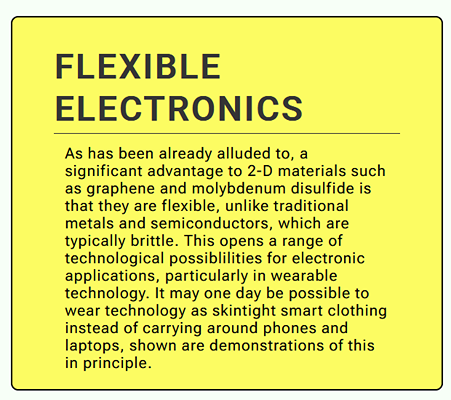 FLEXIBLE
ELECTRONICS
As has been already alluded to, a
significant advantage to 2-D materials such
as graphene and molybdenum disulfide is
that they are flexible, unlike traditional
metals and semiconductors, which are
typically brittle. This opens a range of
technological possiblilities for electronic
applications, particularly in wearable
technology. It may one day be possible to
wear technology as skintight smart clothing
instead of carrying around phones and
laptops, shown are demonstrations of this
in principle.